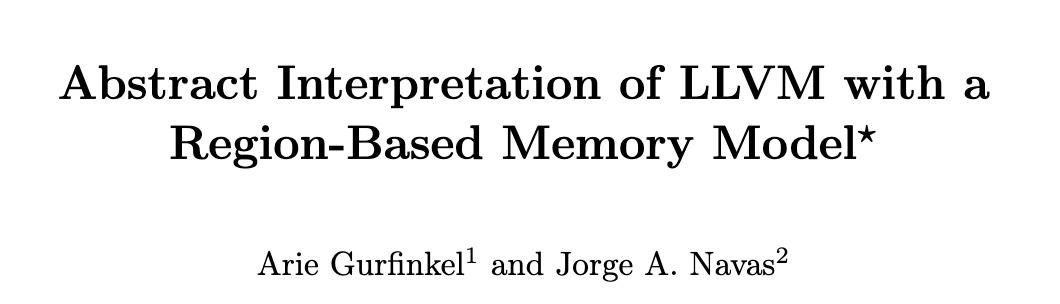 Abstract Interpretation of LLVM with a
Region-Based Memory Model⋆
Arie Gurfinkel¹ and Jorge A. Navas²